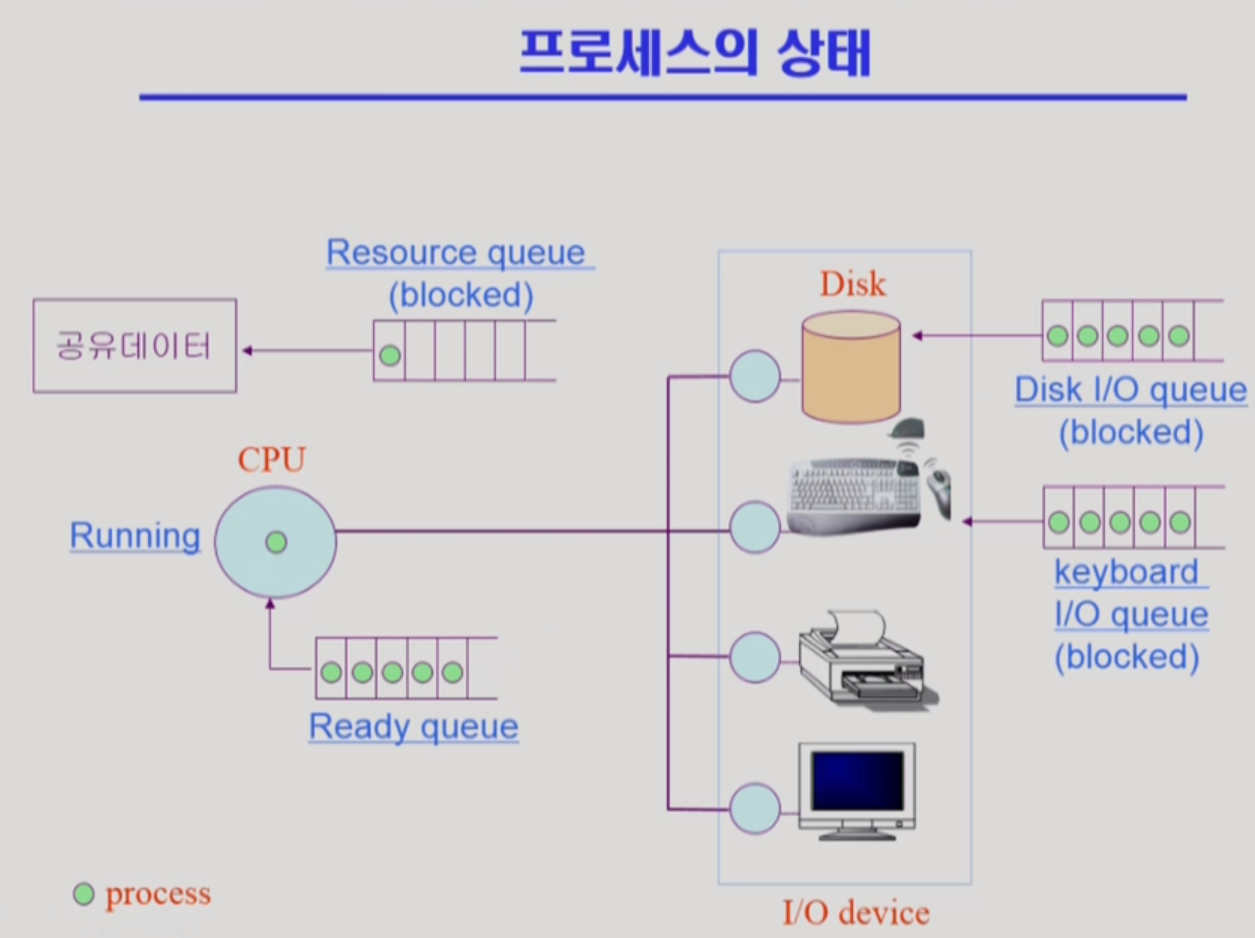 프로세스의 상태
Resource queue
(blocked)
공유데이터
Disk
Disk I/O queue
(blocked)
CPU
Running
keyboard
I/O queue
(blocked)
Ready queue
process
I/O device